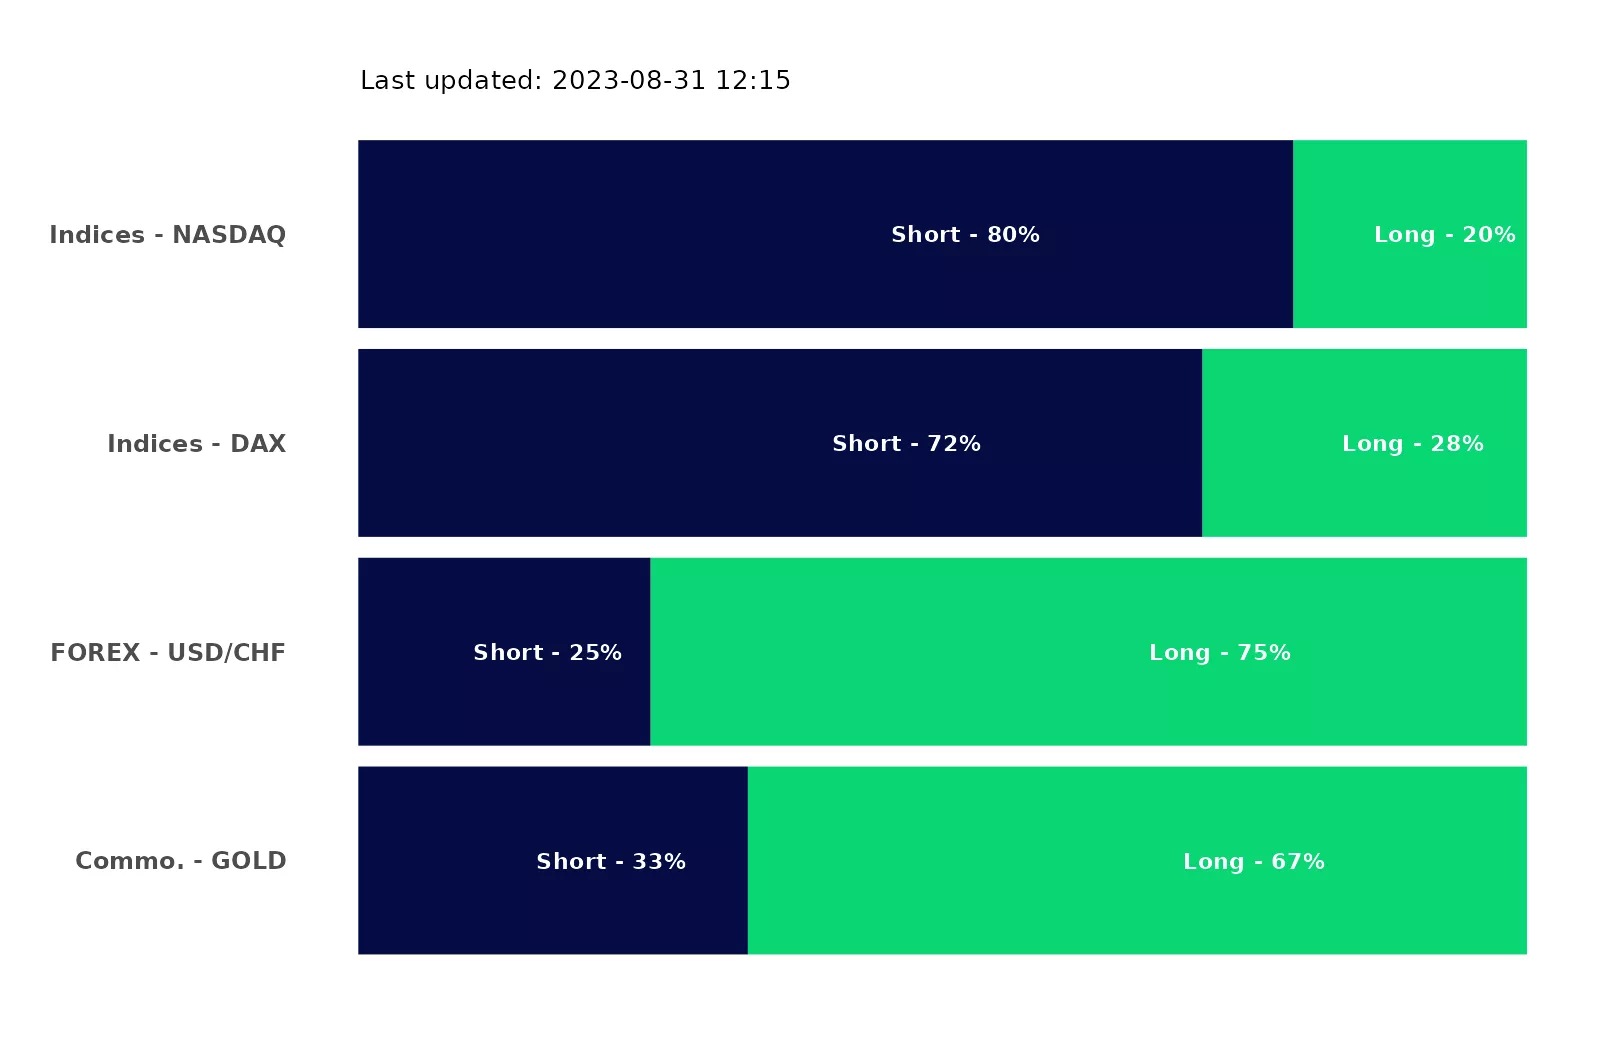 Last updated: 2023-08-31 12:15
Indices - NASDAQ Short - 80% Long - 20%
Indices - DAX Short - 72% Long - 28%
FOREX - USD/CHF Short - 25% Long - 75%
Commo. - GOLD Short - 33% Long - 67%